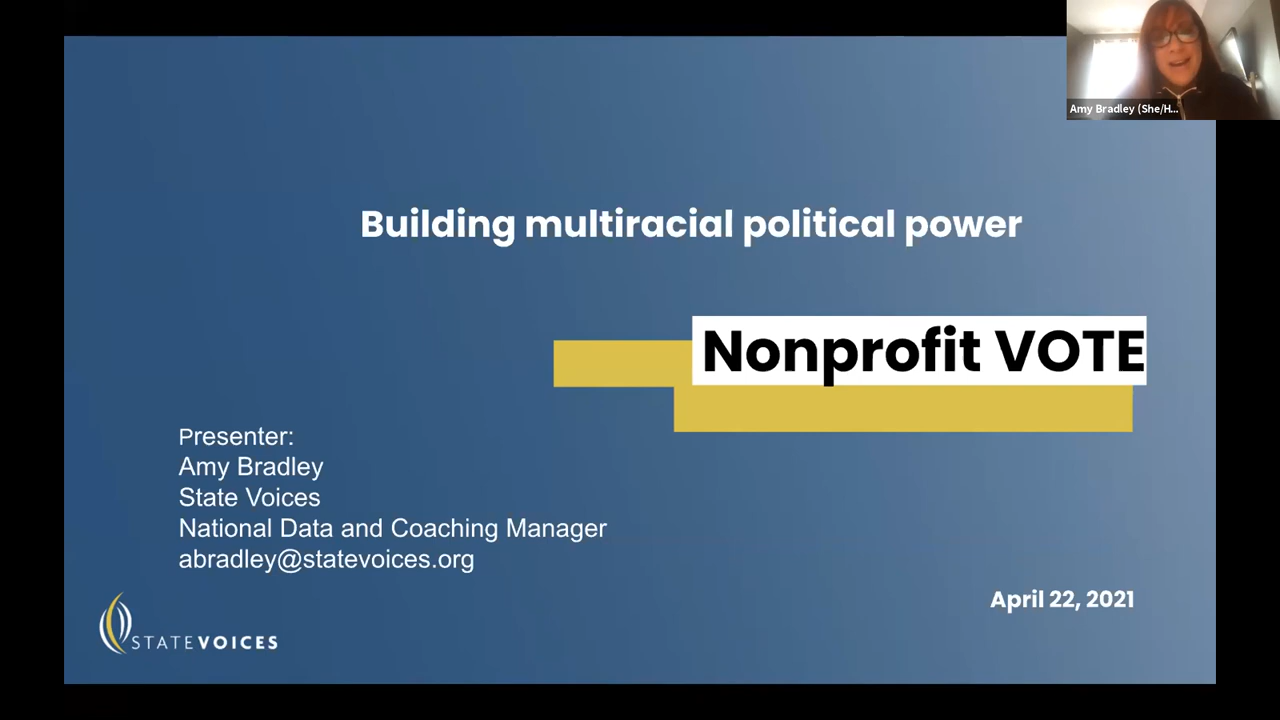 Amy Bradley (She/H...
Building multiracial political power
Nonprofit VOTE
Presenter:
Amy Bradley
State Voices
National Data and Coaching Manager
abradley@statevoices.org
April 22, 2021
STATEVOICES